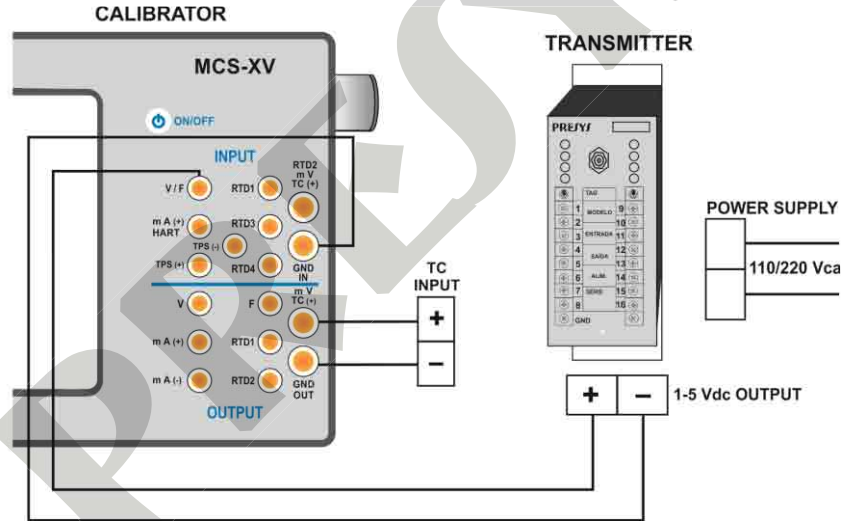 CALIBRATOR
MCS-XV
ON/OFF
INPUT
V / F
RTD1
RTD2
m V
TC (+)
m A (+)
HART
RTD3
TPS (-)
TPS (+)
RTD4
GND
IN
V
F
m V
TC (+)
m A (+)
RTD1
m A (-)
RTD2
GND
OUT
OUTPUT
TC
INPUT
+
−
TRANSMITTER
PRESYS
TAG
1 MODELO 9
2 10
3 ENTRADA 11
4 12
5 SAÍDA 13
6 ALIM. 14
7 15
8 16
GND
POWER SUPPLY
110/220 Vca
+ − 1-5 Vdc OUTPUT
PRESYS